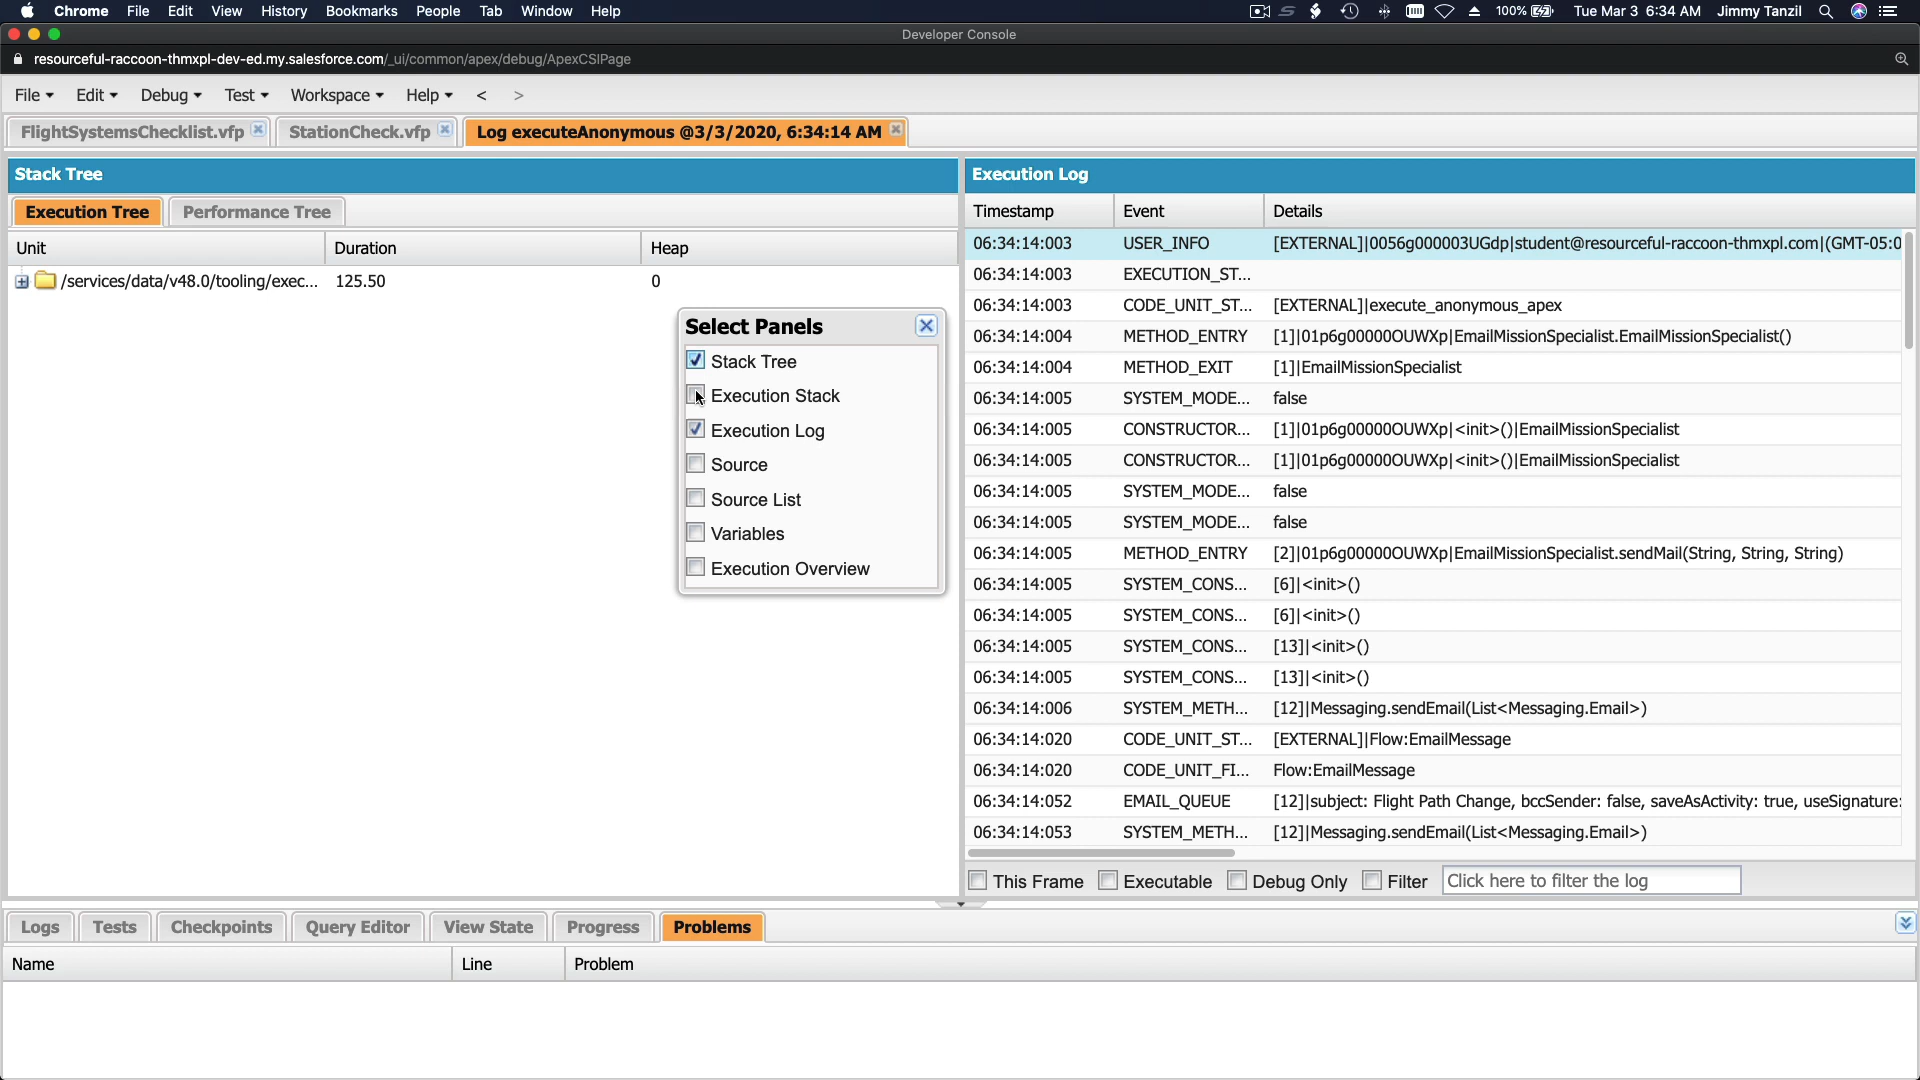 Chrome File Edit View History Bookmarks People Tab Window Help 100% Tue Mar 3 6:34 AM Jimmy Tanzil
Developer Console
resourceful-raccoon-thmxpl-dev-ed.my.salesforce.com/_ui/common/apex/debug/ApexCSIPage
File Edit Debug Test Workspace Help < >
FlightSystemsChecklist.vfp StationCheck.vfp Log executeAnonymous @3/3/2020, 6:34:14 AM
Stack Tree
Execution Tree Performance Tree
Unit Duration Heap
/services/data/v48.0/tooling/exec... 125.50 0
Select Panels
Stack Tree
Execution Stack
Execution Log
Source
Source List
Variables
Execution Overview
Execution Log
Timestamp Event Details
06:34:14:003 USER_INFO [EXTERNAL]|0056g000003UGdp|student@resourceful-raccoon-thmxpl.com|(GMT-05:0
06:34:14:003 EXECUTION_ST...
06:34:14:003 CODE_UNIT_ST... [EXTERNAL]|execute_anonymous_apex
06:34:14:004 METHOD_ENTRY [1]|01p6g00000OUWXp|EmailMissionSpecialist.EmailMissionSpecialist()
06:34:14:004 METHOD_EXIT [1]|EmailMissionSpecialist
06:34:14:005 SYSTEM_MODE... false
06:34:14:005 CONSTRUCTOR... [1]|01p6g00000OUWXp|<init>()|EmailMissionSpecialist
06:34:14:005 CONSTRUCTOR... [1]|01p6g00000OUWXp|<init>()|EmailMissionSpecialist
06:34:14:005 SYSTEM_MODE... false
06:34:14:005 SYSTEM_MODE... false
06:34:14:005 METHOD_ENTRY [2]|01p6g00000OUWXp|EmailMissionSpecialist.sendMail(String, String, String)
06:34:14:005 SYSTEM_CONS... [6]|<init>()
06:34:14:005 SYSTEM_CONS... [6]|<init>()
06:34:14:005 SYSTEM_CONS... [13]|<init>()
06:34:14:005 SYSTEM_CONS... [13]|<init>()
06:34:14:006 SYSTEM_METH... [12]|Messaging.sendEmail(List<Messaging.Email>)
06:34:14:020 CODE_UNIT_ST... [EXTERNAL]|Flow:EmailMessage
06:34:14:020 CODE_UNIT_FI... Flow:EmailMessage
06:34:14:052 EMAIL_QUEUE [12]|subject: Flight Path Change, bccSender: false, saveAsActivity: true, useSignature:
06:34:14:053 SYSTEM_METH... [12]|Messaging.sendEmail(List<Messaging.Email>)
This Frame Executable Debug Only Filter Click here to filter the log
Logs Tests Checkpoints Query Editor View State Progress Problems
Name Line Problem